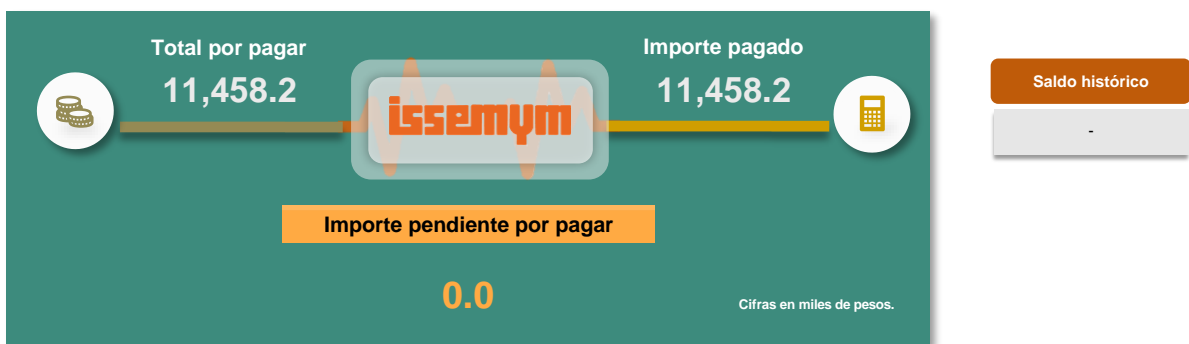 Total por pagar
11,458.2
issemym
Importe pagado
11,458.2
Importe pendiente por pagar
0.0
Cifras en miles de pesos.
Saldo histórico
-